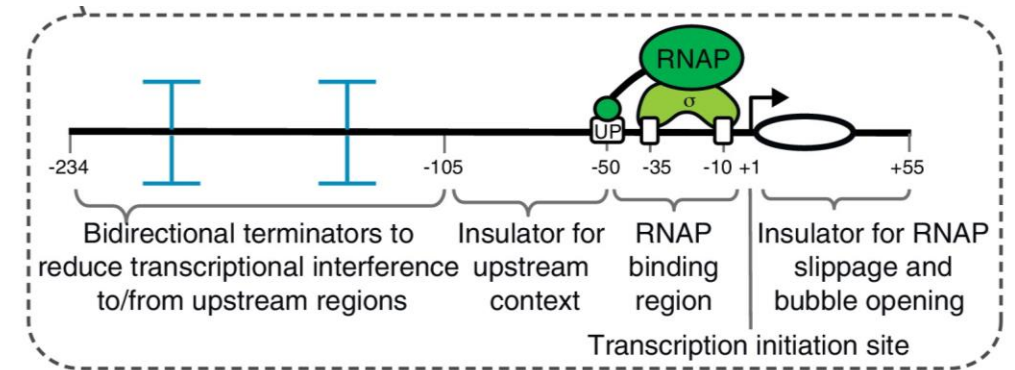 RNAP
σ
UP
-234
-105
-50
-35
-10
+1
+55
Bidirectional terminators to
reduce transcriptional interference
to/from upstream regions
Insulator for
upstream
context
RNAP
binding
region
Insulator for RNAP
slippage and
bubble opening
Transcription initiation site